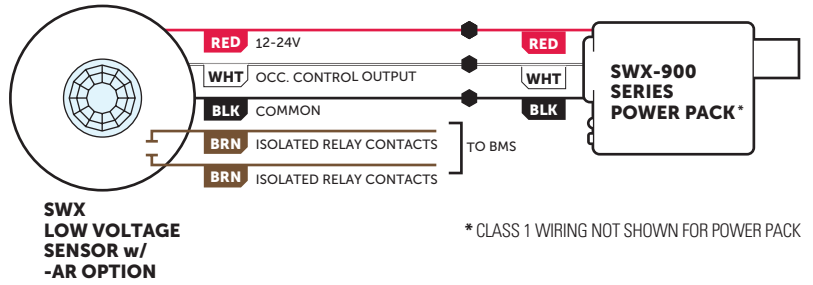 RED 12-24V RED
WHT OCC. CONTROL OUTPUT WHT
BLK COMMON BLK
BRN ISOLATED RELAY CONTACTS
TO BMS
BRN ISOLATED RELAY CONTACTS
SWX-900
SERIES
POWER PACK*
SWX
LOW VOLTAGE
SENSOR w/
-AR OPTION
* CLASS 1 WIRING NOT SHOWN FOR POWER PACK